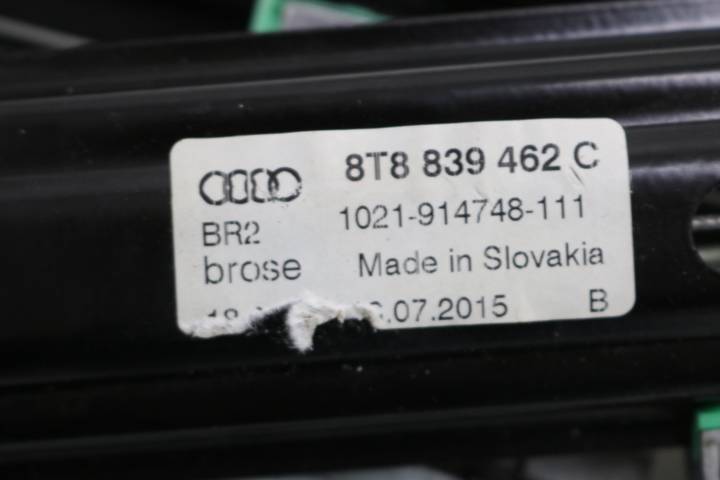 8T8 839 462 C
BR2 1021-914748-111
brose Made in Slovakia
.07.2015 B